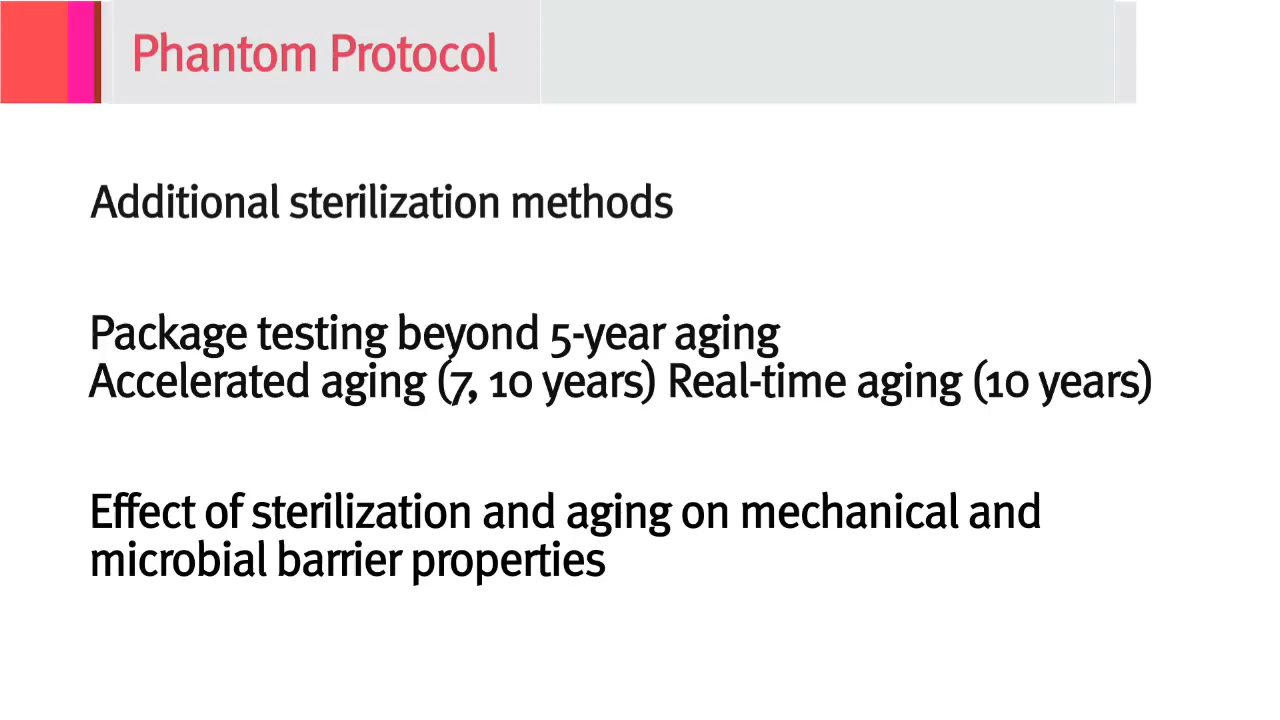 Phantom Protocol
Additional sterilization methods
Package testing beyond 5-year aging
Accelerated aging (7, 10 years) Real-time aging (10 years)
Effect of sterilization and aging on mechanical and
microbial barrier properties